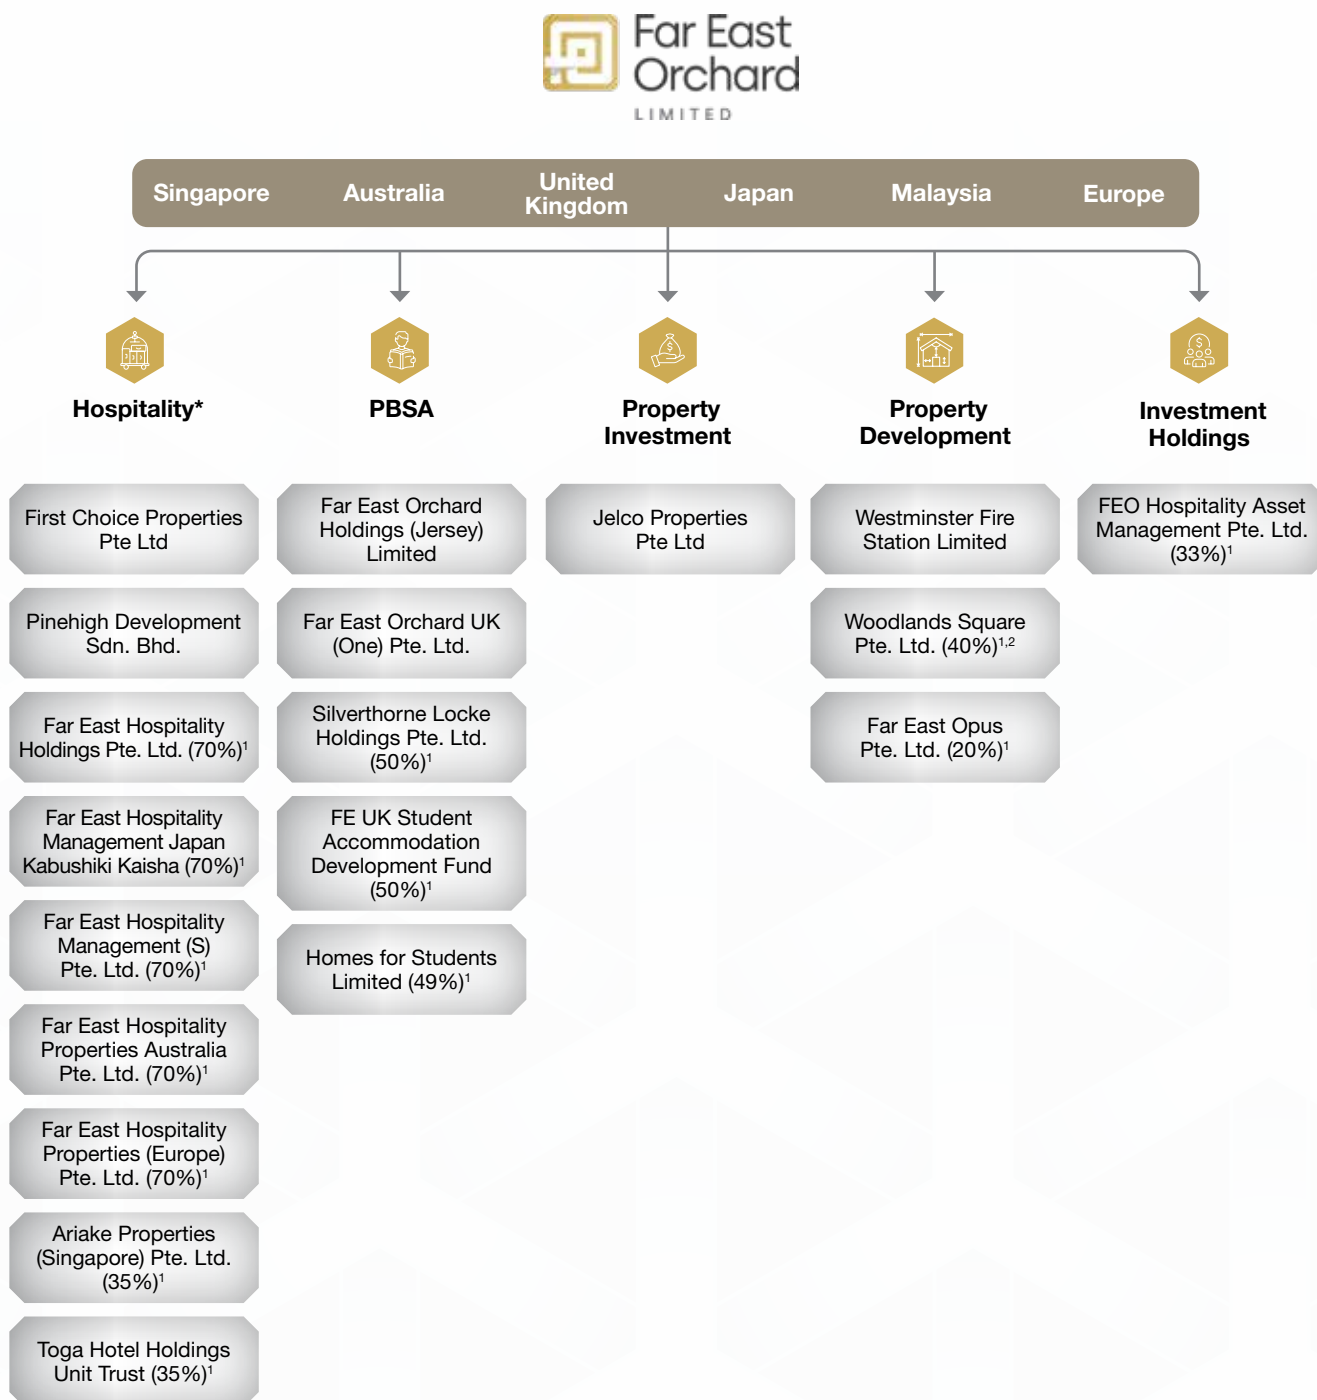 Far East
Orchard
LIMITED
Singapore
Australia
United
Kingdom
Japan
Malaysia
Europe
Hospitality*
First Choice Properties
Pte Ltd
Pinehigh Development
Sdn. Bhd.
Far East Hospitality
Holdings Pte. Ltd. (70%)¹
Far East Hospitality
Management Japan
Kabushiki Kaisha (70%)¹
Far East Hospitality
Management (S)
Pte. Ltd. (70%)¹
Far East Hospitality
Properties Australia
Pte. Ltd. (70%)¹
Far East Hospitality
Properties (Europe)
Pte. Ltd. (70%)¹
Ariake Properties
(Singapore) Pte. Ltd.
(35%)¹
Toga Hotel Holdings
Unit Trust (35%)¹
PBSA
Far East Orchard
Holdings (Jersey)
Limited
Far East Orchard UK
(One) Pte. Ltd.
Silverthorne Locke
Holdings Pte. Ltd.
(50%)¹
FE UK Student
Accommodation
Development Fund
(50%)¹
Homes for Students
Limited (49%)¹
Property
Investment
Jelco Properties
Pte Ltd
Property
Development
Westminster Fire
Station Limited
Woodlands Square
Pte. Ltd. (40%)¹,²
Far East Opus
Pte. Ltd. (20%)¹
Investment
Holdings
FEO Hospitality Asset
Management Pte. Ltd.
(33%)¹